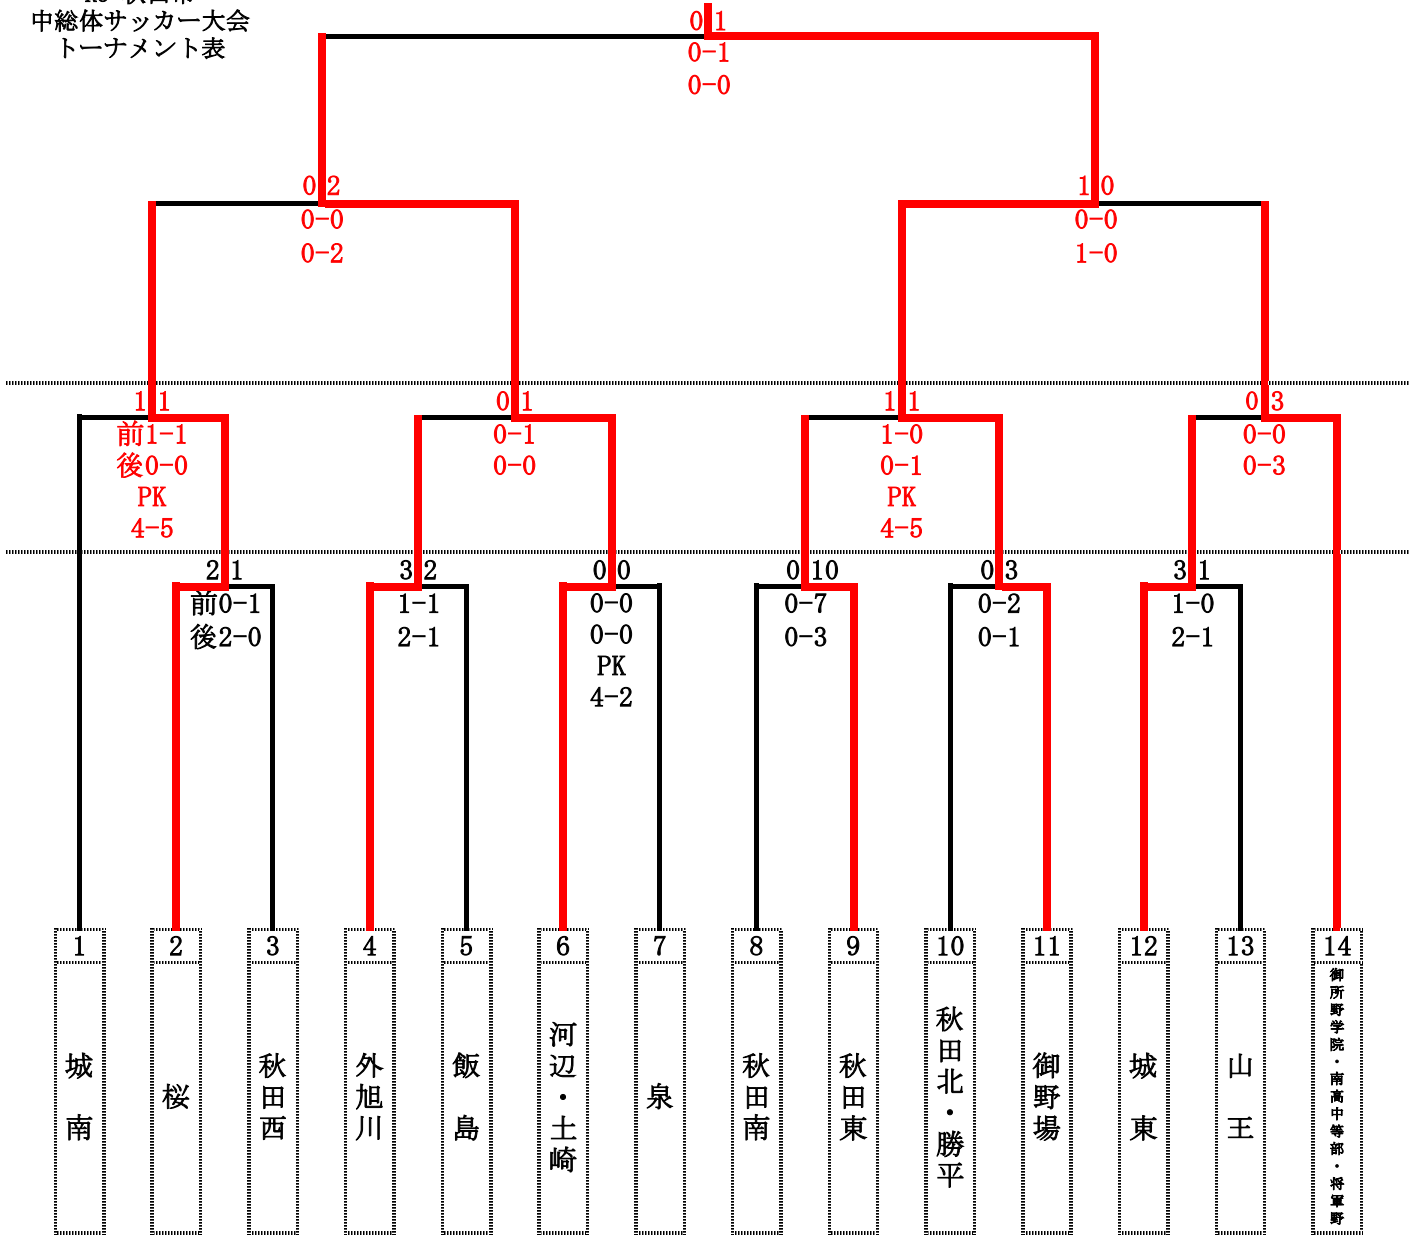 中総体サッカー大会
トーナメント表
0 1
0-1
0-0
0 2
0-0
0-2
1 0
0-0
1-0
1 1
前1-1
後0-0
PK
4-5
0 1
0-1
0-0
1 1
1-0
0-1
PK
4-5
0 3
0-0
0-3
2 1
前0-1
後2-0
3 2
1-1
2-1
0 0
0-0
0-0
PK
4-2
0 10
0-7
0-3
0 3
0-2
0-1
3 1
1-0
2-1
1
城南
2
桜
3
秋田西
4
外旭川
5
飯島
6
河辺・土崎
7
泉
8
秋田南
9
秋田東
10
秋田北・勝平
11
御野場
12
城東
13
山王
14
御所野学院・南高中等部・将軍野